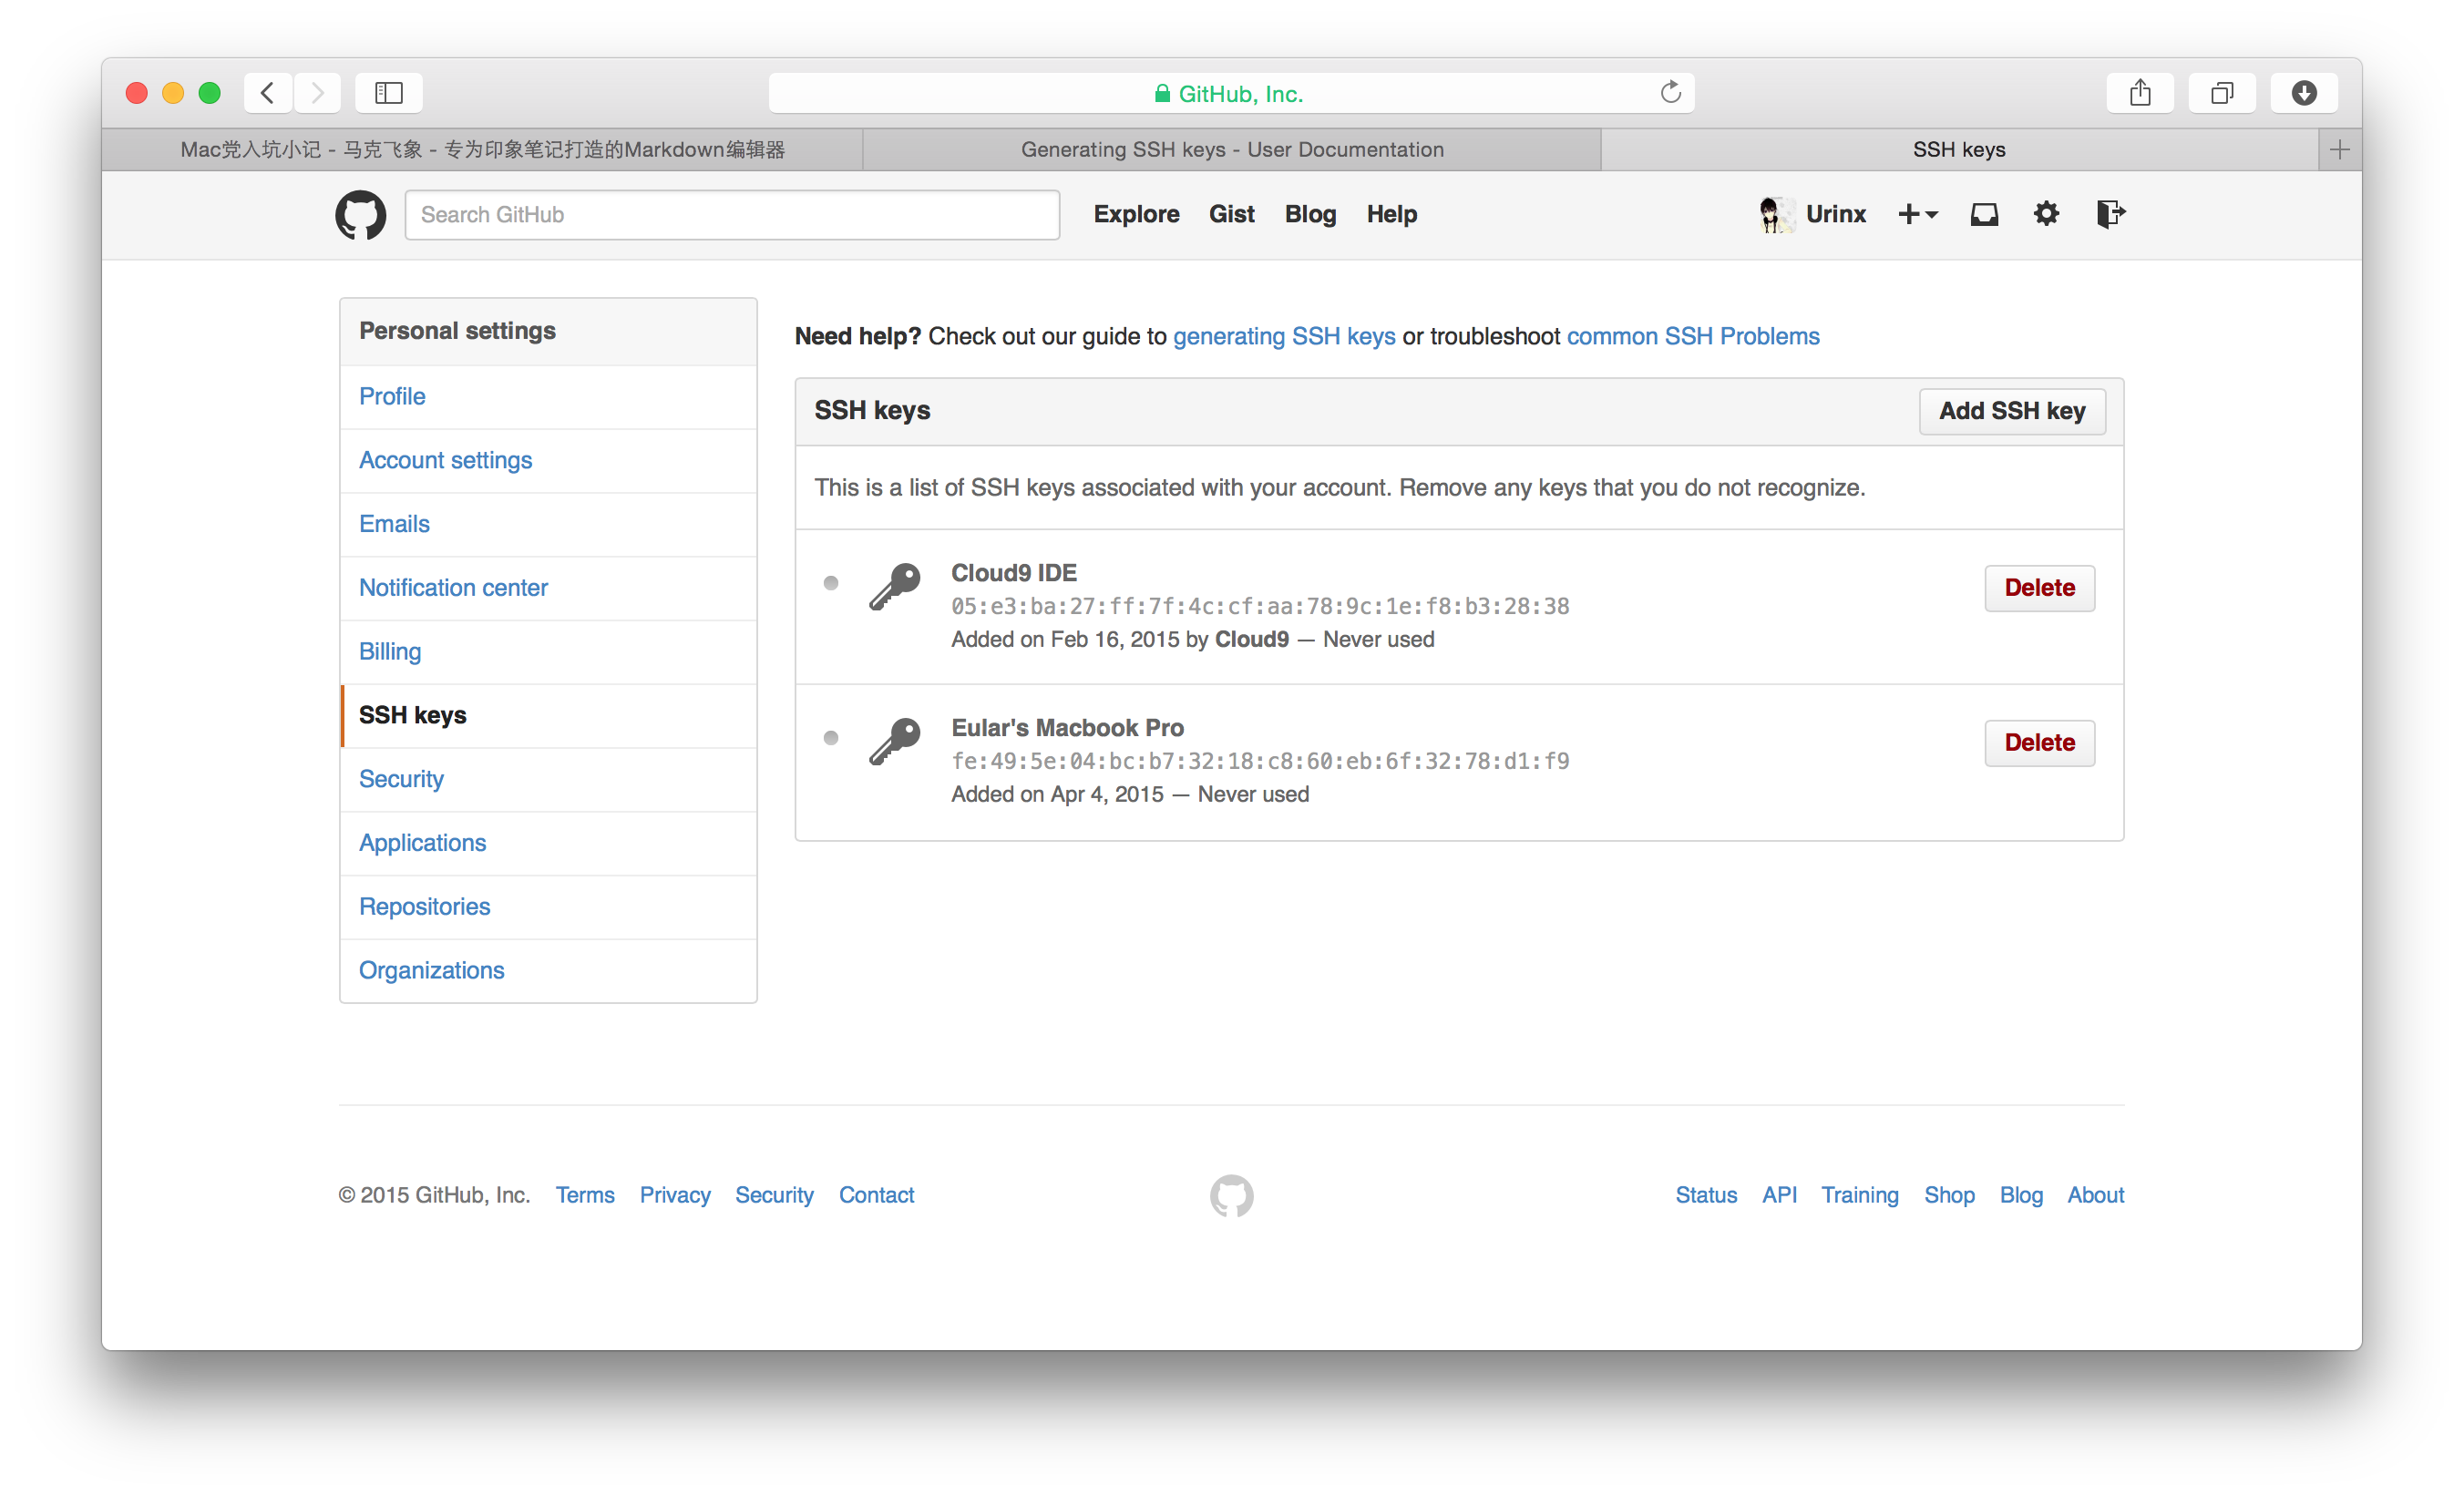 GitHub, Inc.
Mac党入坑小记 - 马克飞象 - 专为印象笔记打造的Markdown编辑器
Generating SSH keys - User Documentation
SSH keys
Search GitHub
Explore Gist Blog Help
Urinx
Personal settings
Profile
Account settings
Emails
Notification center
Billing
SSH keys
Security
Applications
Repositories
Organizations
Need help? Check out our guide to generating SSH keys or troubleshoot common SSH Problems
SSH keys
Add SSH key
This is a list of SSH keys associated with your account. Remove any keys that you do not recognize.
Cloud9 IDE
05:e3:ba:27:ff:7f:4c:cf:aa:78:9c:1e:f8:b3:28:38
Added on Feb 16, 2015 by Cloud9 — Never used
Delete
Eular's Macbook Pro
fe:49:5e:04:bc:b7:32:18:c8:60:eb:6f:32:78:d1:f9
Added on Apr 4, 2015 — Never used
Delete
© 2015 GitHub, Inc. Terms Privacy Security Contact
Status API Training Shop Blog About